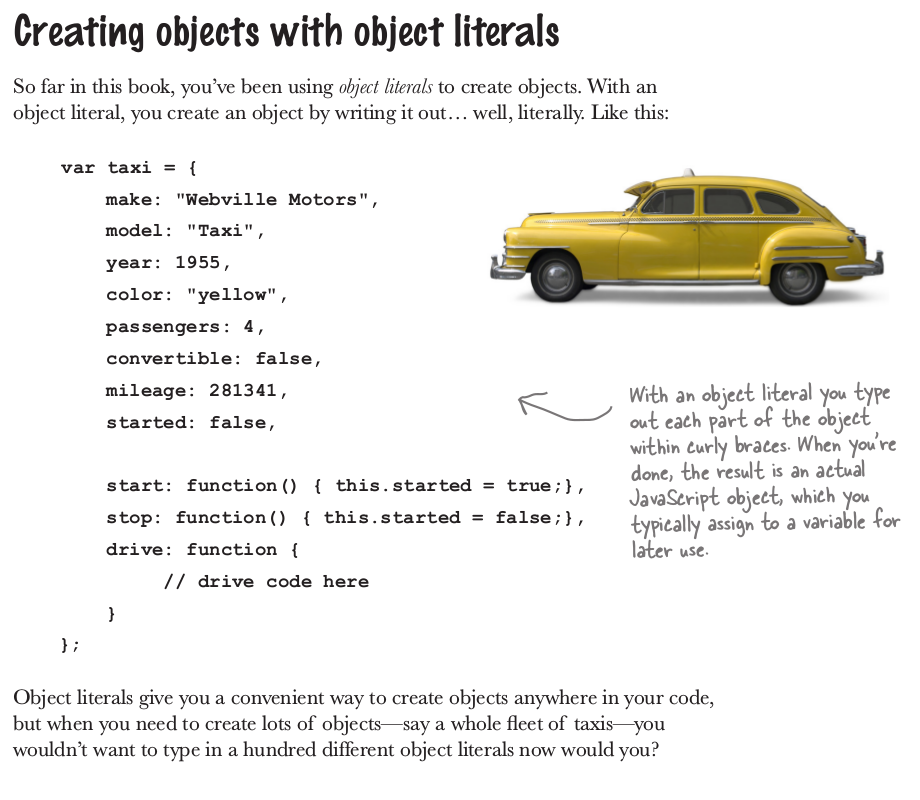 Creating objects with object literals
So far in this book, you've been using object literals to create objects. With an
object literal, you create an object by writing it out... well, literally. Like this:
var taxi = {
make: "Webville Motors",
model: "Taxi",
year: 1955,
color: "yellow",
passengers: 4,
convertible: false,
mileage: 281341,
started: false,
start: function() { this.started = true;},
stop: function() { this.started = false;},
drive: function {
// drive code here
}
};
With an object literal you type
out each part of the object
within curly braces. When you're
done, the result is an actual
JavaScript object, which you
typically assign to a variable for
later use.
Object literals give you a convenient way to create objects anywhere in your code,
but when you need to create lots of objects—say a whole fleet of taxis—you
wouldn't want to type in a hundred different object literals now would you?